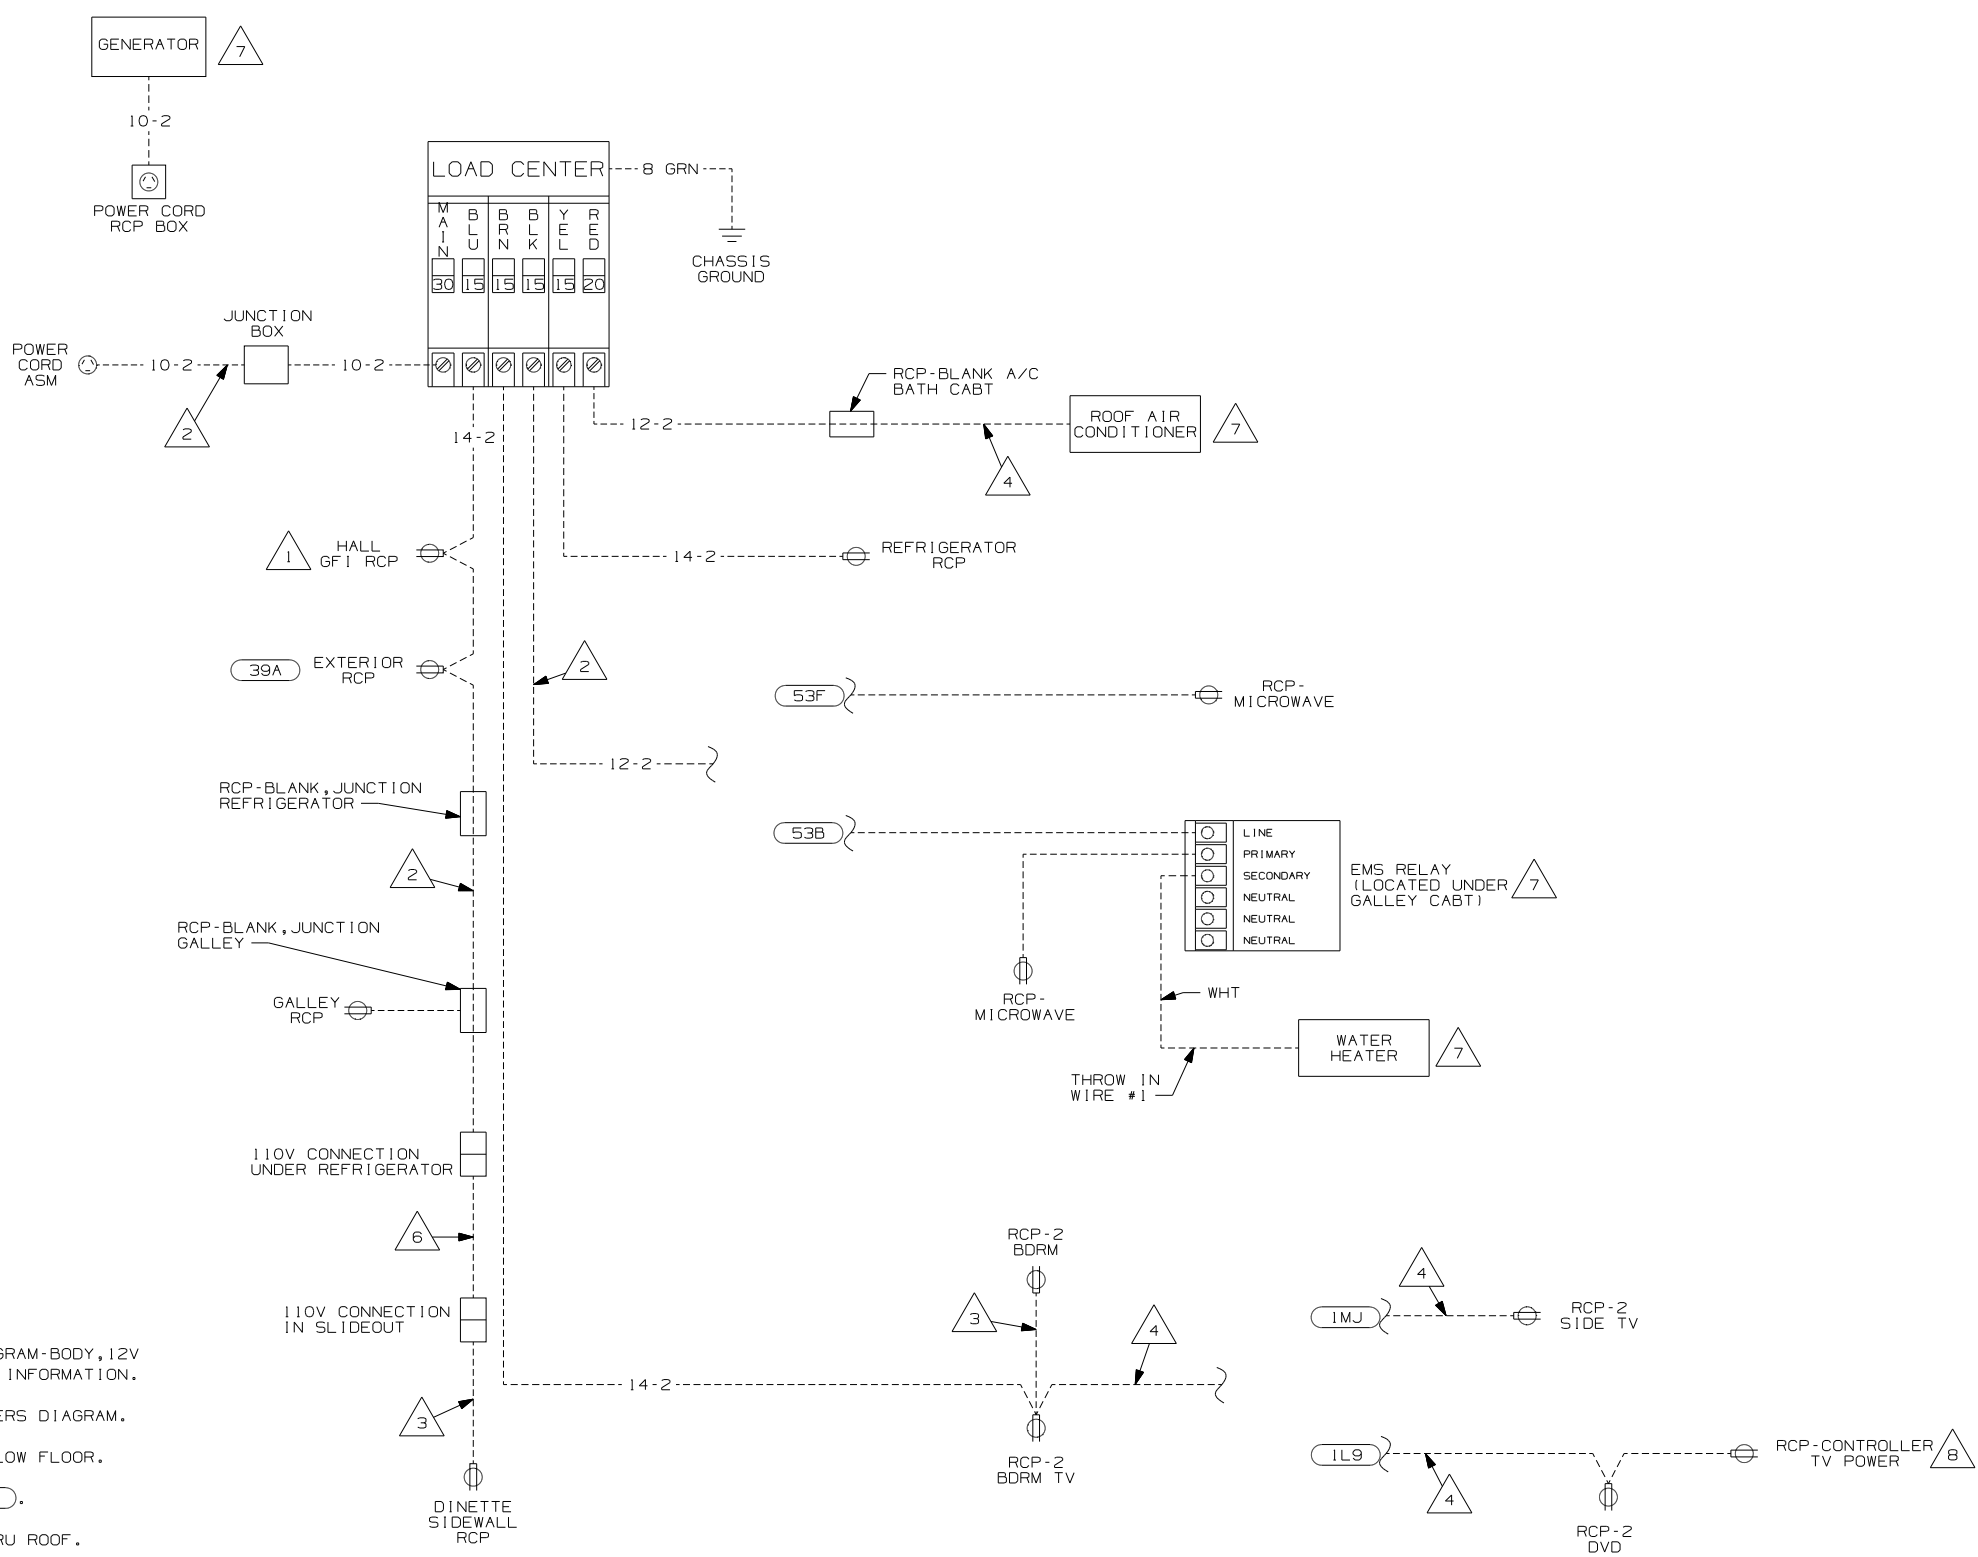 GENERATOR
7
10-2
POWER CORD
RCP BOX
LOAD CENTER
8 GRN
CHASSIS
GROUND
MAIN
BLU
BRN
BLK
YEL
RED
30
15
15
15
15
20
JUNCTION
BOX
POWER
CORD
ASM
10-2
10-2
2
14-2
12-2
RCP-BLANK A/C
BATH CABT
ROOF AIR
CONDITIONER
7
4
1
HALL
GFI RCP
14-2
REFRIGERATOR
RCP
39A
EXTERIOR
RCP
2
53F
RCP-
MICROWAVE
12-2
RCP-BLANK,JUNCTION
REFRIGERATOR
2
53B
LINE
PRIMARY
SECONDARY
NEUTRAL
NEUTRAL
NEUTRAL
EMS RELAY
(LOCATED UNDER
GALLEY CABT)
7
RCP-BLANK,JUNCTION
GALLEY
GALLEY
RCP
RCP-
MICROWAVE
WHT
WATER
HEATER
7
THROW IN
WIRE #1
110V CONNECTION
UNDER REFRIGERATOR
6
110V CONNECTION
IN SLIDEOUT
3
DINETTE
SIDEWALL
RCP
14-2
RCP-2
BDRM
3
4
RCP-2
BDRM TV
4
1MJ
RCP-2
SIDE TV
1L9
4
RCP-2
DVD
RCP-CONTROLLER
TV POWER
8
GRAM-BODY,12V
INFORMATION.
ERS DIAGRAM.
LOW FLOOR.
RU ROOF.